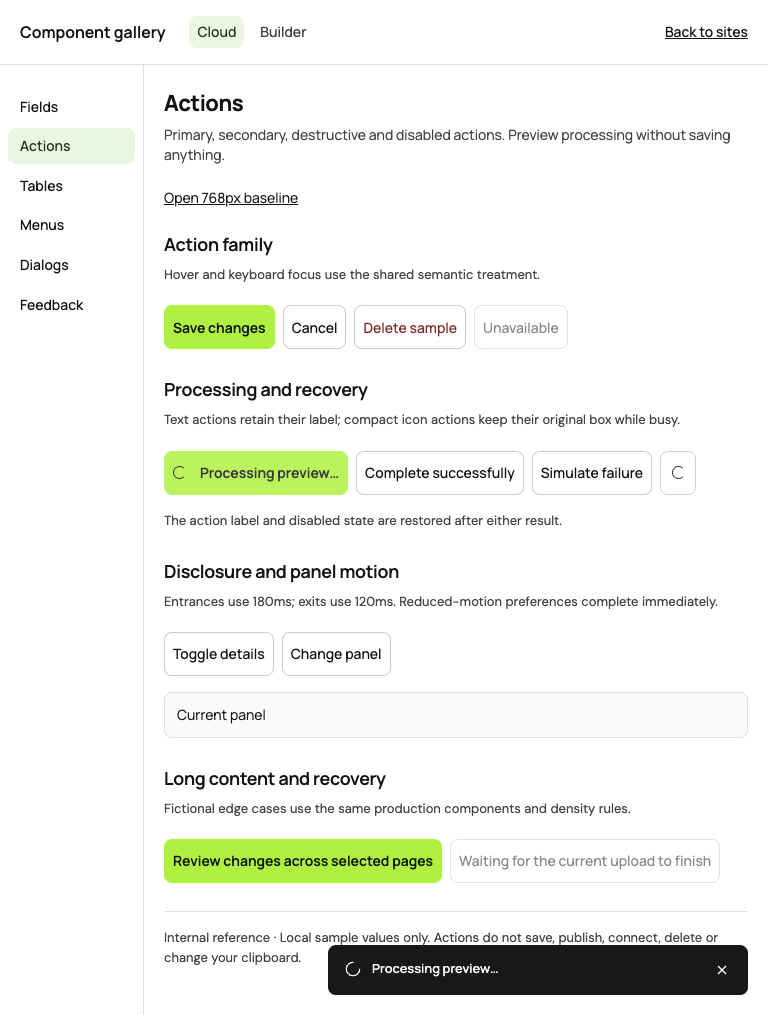 Component gallery
Cloud
Builder
Back to sites
Fields
Actions
Tables
Menus
Dialogs
Feedback
Actions
Primary, secondary, destructive and disabled actions. Preview processing without saving
anything.
Open 768px baseline
Action family
Hover and keyboard focus use the shared semantic treatment.
Save changes
Cancel
Delete sample
Unavailable
Processing and recovery
Text actions retain their label; compact icon actions keep their original box while busy.
Processing preview…
Complete successfully
Simulate failure
The action label and disabled state are restored after either result.
Disclosure and panel motion
Entrances use 180ms; exits use 120ms. Reduced-motion preferences complete immediately.
Toggle details
Change panel
Current panel
Long content and recovery
Fictional edge cases use the same production components and density rules.
Review changes across selected pages
Waiting for the current upload to finish
Internal reference · Local sample values only. Actions do not save, publish, connect, delete or
change your clipboard.
Processing preview…